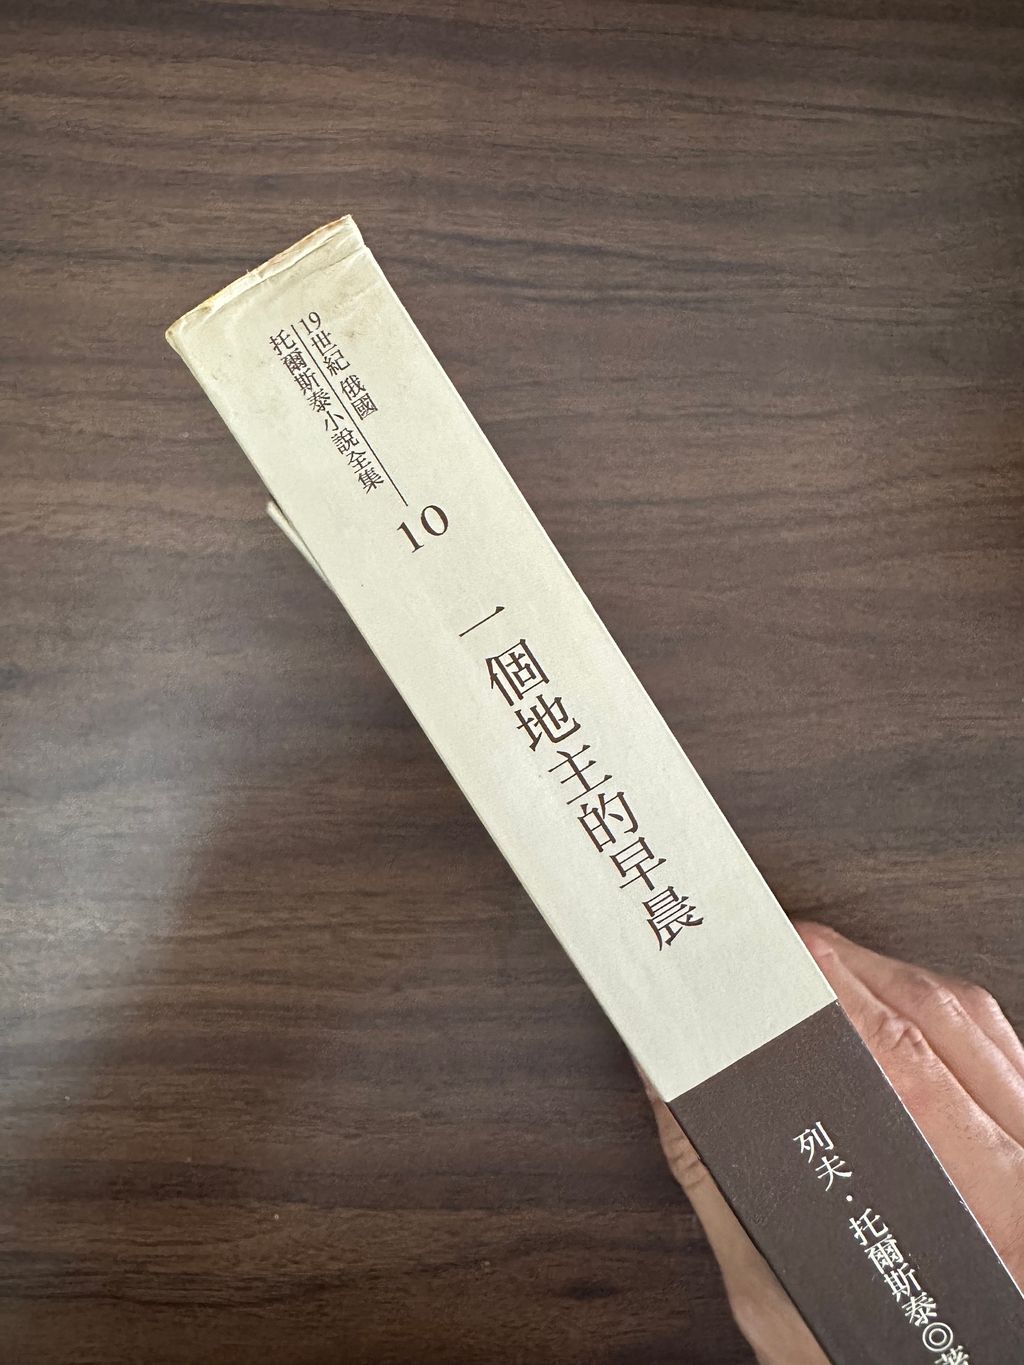 19世紀 俄國
托爾斯泰小說全集
10
一個地主的早晨
列夫·托爾斯泰◎